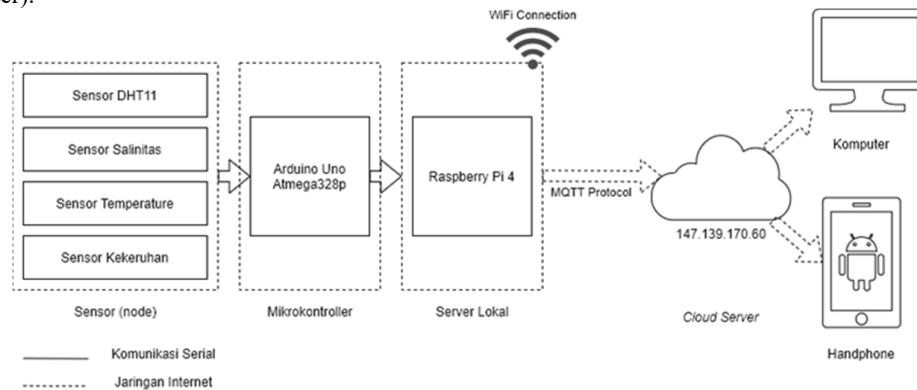 ter).
WiFi Connection
Sensor DHT11
Sensor Salinitas
Sensor Temperature
Sensor Kekeruhan
Arduino Uno
Atmega328p
Raspberry Pi 4
MQTT Protocol
147.139.170.60
Komputer
Sensor (node)
Mikrokontroller
Server Lokal
Cloud Server
Handphone
Komunikasi Serial
Jaringan Internet